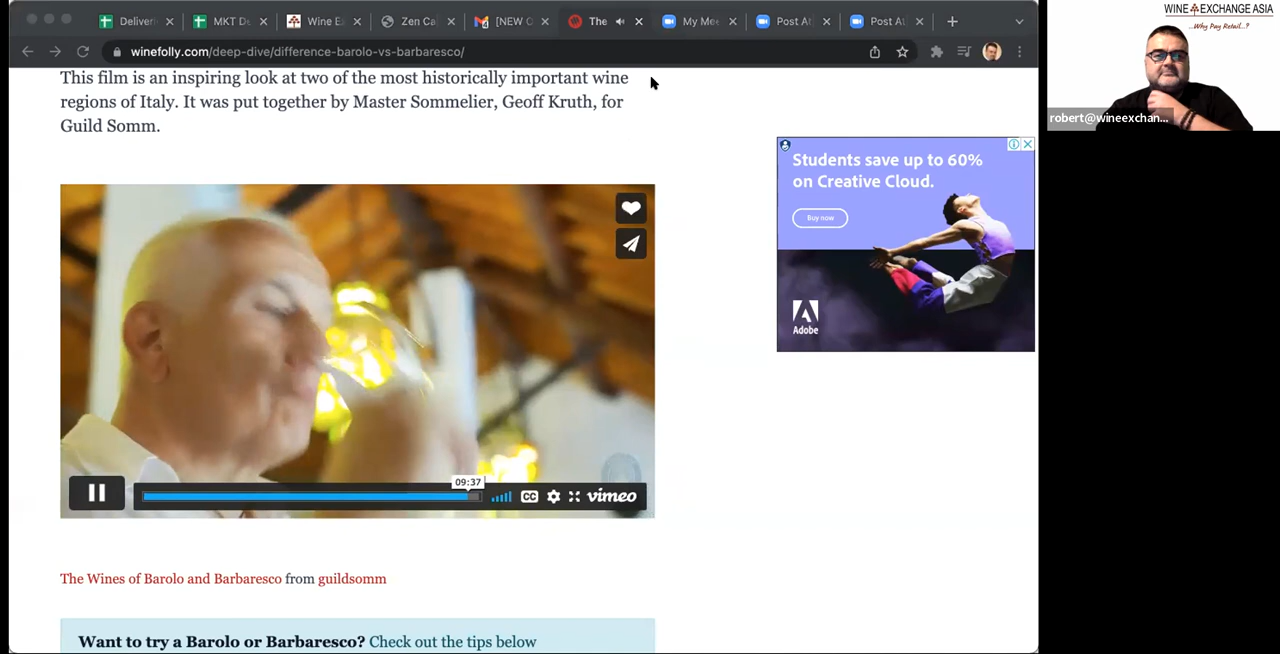 Deliver
MKT D
Wine E
Zen Ca
[NEW
The
My Me
Post At
Post At
winefolly.com/deep-dive/difference-barolo-vs-barbaresco/
WINE EXCHANGE ASIA
...Why Pay Retail..?
robert@wineexchan...
This film is an inspiring look at two of the most historically important wine
regions of Italy. It was put together by Master Sommelier, Geoff Kruth, for
Guild Somm.
Students save up to 60%
on Creative Cloud.
Buy now
Adobe
09:37
CC
vimeo
The Wines of Barolo and Barbaresco from guildsomm
Want to try a Barolo or Barbaresco? Check out the tips below